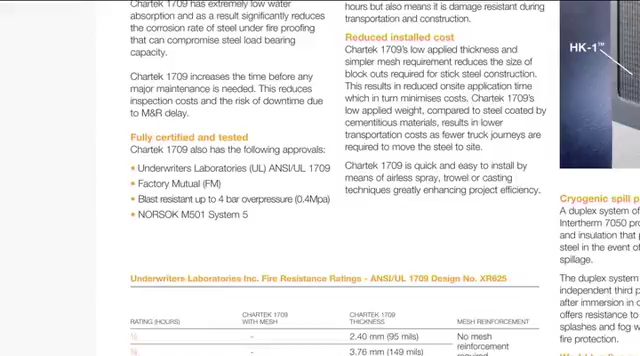 Chartek 1709 has extremely low water
absorption and as a result significantly reduces
the corrosion rate of steel under fire proofing
that can compromise steel load bearing
capacity.
Chartek 1709 increases the time before any
major maintenance is needed. This reduces
inspection costs and the risk of downtime due
to M&R delay.
Fully certified and tested
Chartek 1709 also has the following approvals:
• Underwriters Laboratories (UL) ANSI/UL 1709
• Factory Mutual (FM)
• Blast resistant up to 4 bar overpressure (0.4Mpa)
• NORSOK M501 System 5
hours but also means it is damage resistant during
transportation and construction.
Reduced installed cost
Chartek 1709's low applied thickness and
simpler mesh requirement reduces the size of
block outs required for stick steel construction.
This results in reduced onsite application time
which in turn minimises costs. Chartek 1709's
low applied weight, compared to steel coated by
cementitious materials, results in lower
transportation costs as fewer truck journeys are
required to move the steel to site.
Chartek 1709 is quick and easy to install by
means of airless spray, trowel or casting
techniques greatly enhancing project efficiency.
HK-1™
Cryogenic spill p
A duplex system of
Intertherm 7050 pro
and insulation that p
steel in the event of
spillage.
The duplex system
independent third p
after immersion in c
offers resistance to
splashes and fog w
fire protection.
Underwriters Laboratories Inc. Fire Resistance Ratings - ANSI/UL 1709 Design No. XR625
RATING (HOURS)
CHARTEK 1709
WITH MESH
CHARTEK 1709
THICKNESS
MESH REINFORCEMENT
½ - 2.40 mm (95 mils) No mesh
reinforcement
required
¾ - 3.76 mm (149 mils)